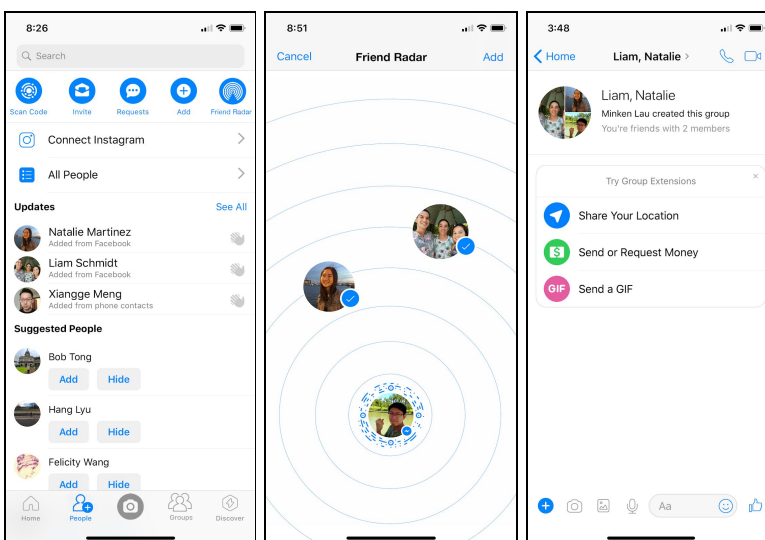 8:26
Search
Scan Code
Invite
Requests
Add
Friend Radar
Connect Instagram
All People
Updates
See All
Natalie Martinez
Added from Facebook
Liam Schmidt
Added from Facebook
Xiangge Meng
Added from phone contacts
Suggested People
Bob Tong
Add Hide
Hang Lyu
Add Hide
Felicity Wang
Add Hide
Home
People
Groups
Discover
8:51
Cancel
Friend Radar
Add
3:48
Home
Liam, Natalie >
Liam, Natalie
Minken Lau created this group
You're friends with 2 members
Try Group Extensions
×
Share Your Location
$
Send or Request Money
GIF
Send a GIF
Aa